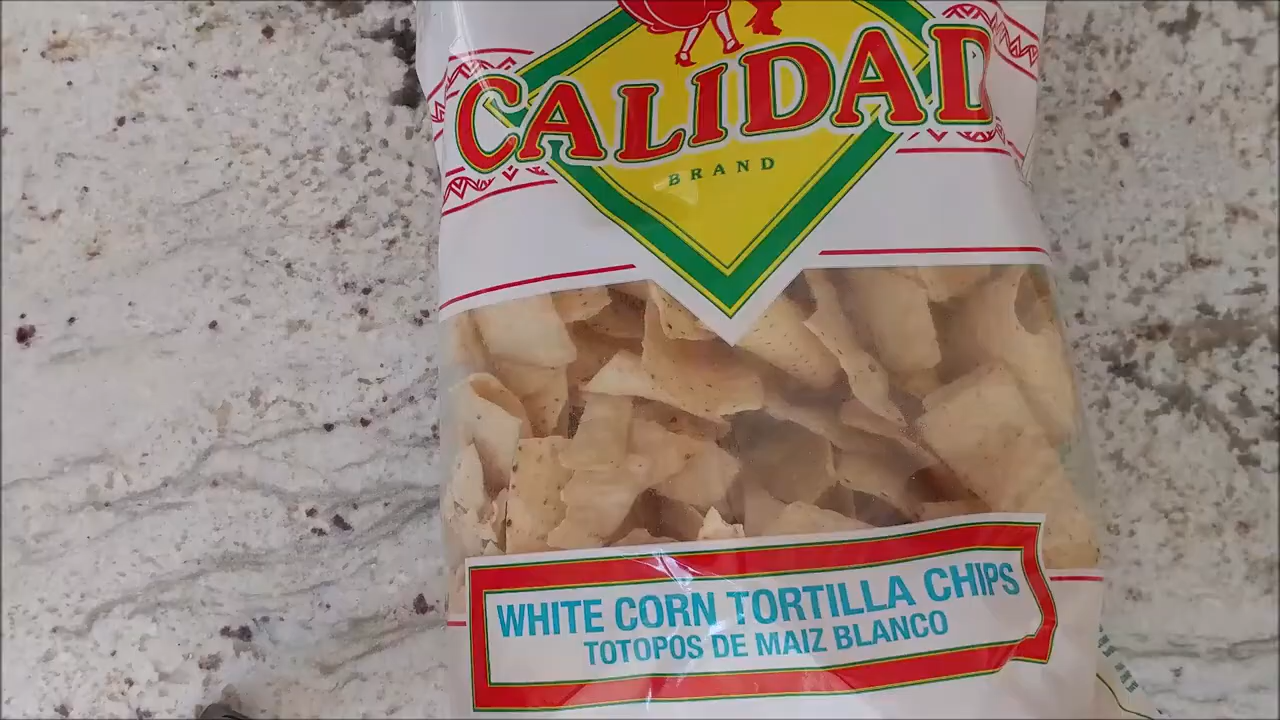 CALIDAD
BRAND
WHITE CORN TORTILLA CHIPS
TOTOPOS DE MAIZ BLANCO